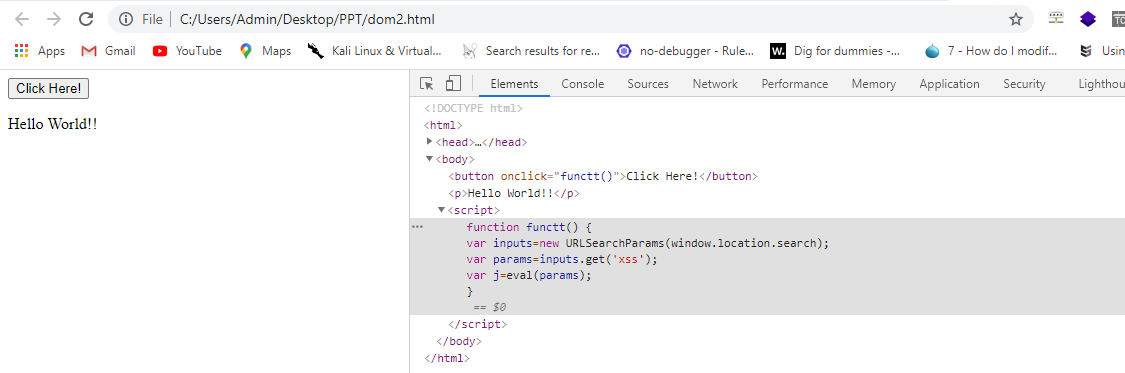 File C:/Users/Admin/Desktop/PPT/dom2.html
Apps Gmail YouTube Maps Kali Linux & Virtual... Search results for re... no-debugger - Rule... W. Dig for dummies -... 7 - How do I modif... Usin
Click Here!
Hello World!!
Elements Console Sources Network Performance Memory Application Security Lighthou
<!DOCTYPE html>
<html>
<head>…</head>
<body>
<button onclick="functt()">Click Here!</button>
<p>Hello World!!</p>
<script>
function functt() {
var inputs=new URLSearchParams(window.location.search);
var params=inputs.get('xss');
var j=eval(params);
}
== $0
</script>
</body>
</html>